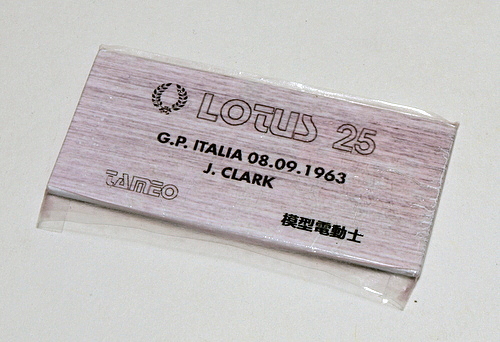 LOTUS 25
G.P. ITALIA 08.09.1963
J. CLARK
TAMEO
模型電動士